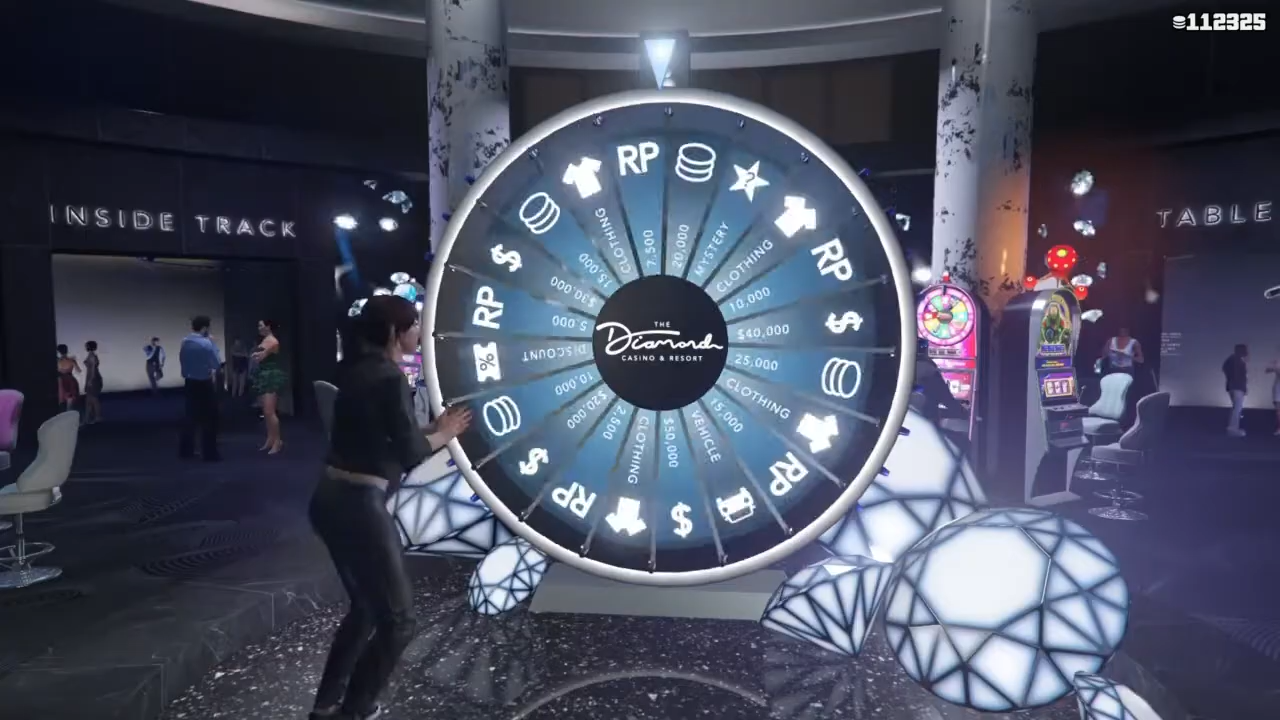 112325
INSIDE TRACK
TABLE
RP
7,500
20,000
?
MYSTERY
CLOTHING
RP
10,000
$
$40,000
25,000
CLOTHING
RP
15,000
VEHICLE
$
$50,000
CLOTHING
RP
2,500
$
$20,000
10,000
%
DISCOUNT
RP
5,000
$
$30,000
15,000
CLOTHING
THE
Diamond
CASINO & RESORT